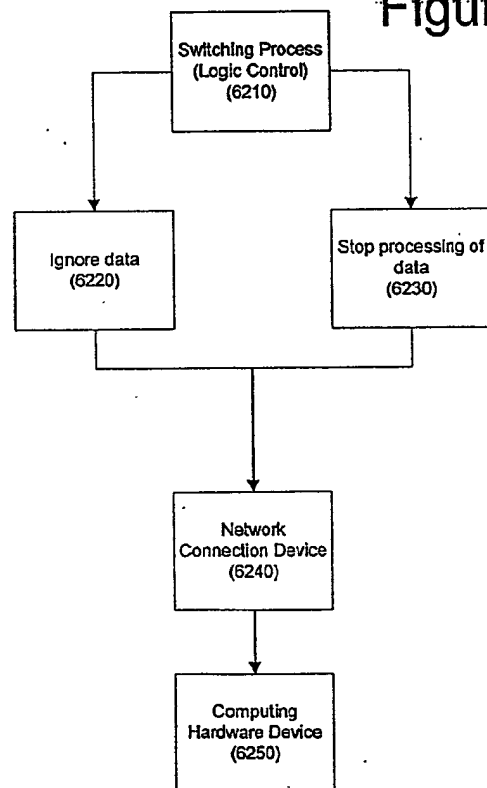 Figu
Switching Process
(Logic Control)
(6210)
Ignore data
(6220)
Stop processing of
data
(6230)
Network
Connection Device
(6240)
Computing
Hardware Device
(6250)